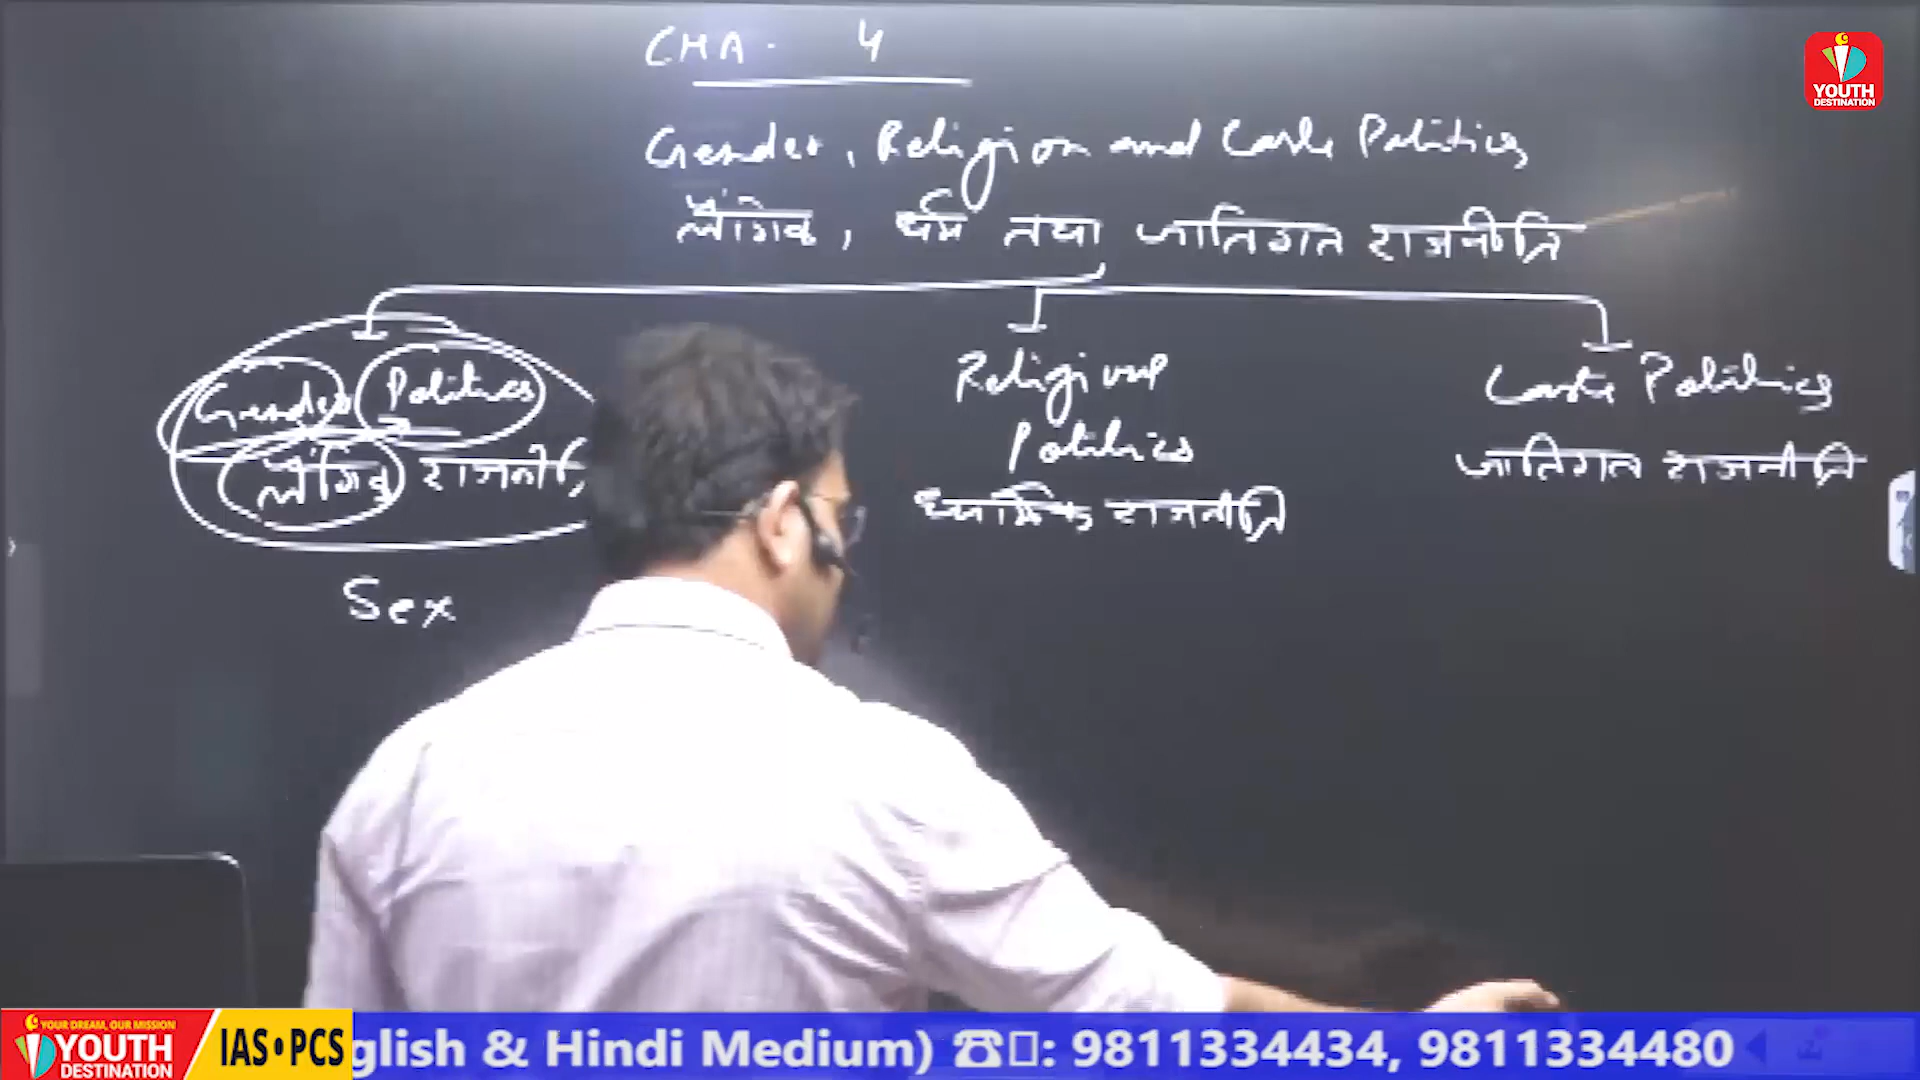 CHA. 4
Gender, Religion and Caste Politics
लैंगिक, धर्म तथा जातिगत राजनीति
Gender Politics
लैंगिक राजनीति
Sex
Religious
Politics
धार्मिक राजनीति
Caste Politics
जातिगत राजनीति
YOUTH
DESTINATION
YOUR DREAM, OUR MISSION
YOUTH
DESTINATION
IAS•PCS
glish & Hindi Medium) ☎: 9811334434, 9811334480